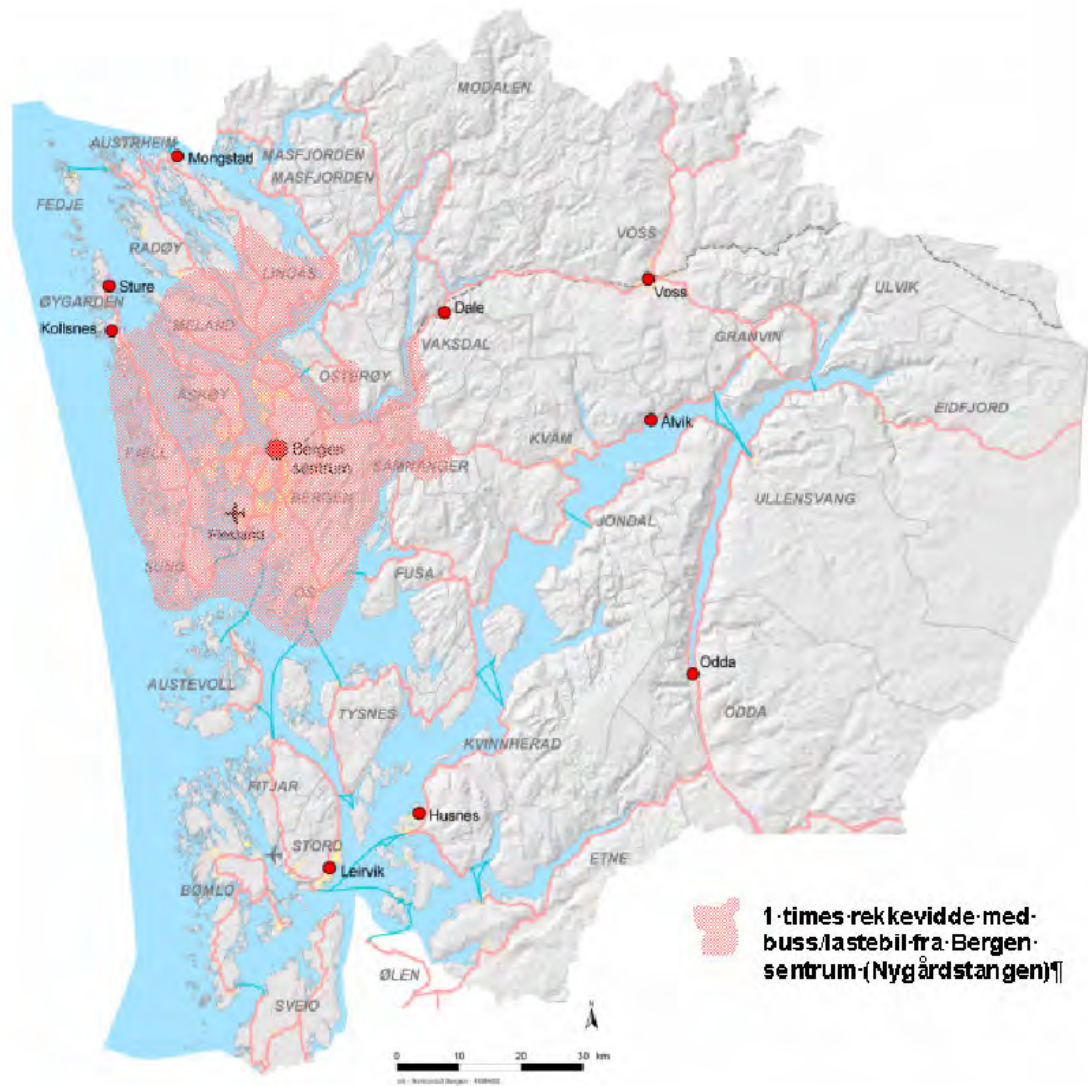 MODALEN
AUSTRHEIM
Mongstad
MASFJORDEN
MASFJORDEN
FEDJE
RADØY
VOSS
LINDÅS
Sture
Voss
ULVIK
ØYGARDEN
Dale
Kollsnes
MELAND
VAKSDAL
GRANVIN
OSTERØY
ASKØY
EIDFJORD
Ålvik
KVAM
FJELL
Bergen
sentrum
SAMNANGER
BERGEN
ULLENSVANG
Flesland
JONDAL
SUND
FUSA
OS
Odda
AUSTEVOLL
TYSNES
ODDA
KVINNHERAD
FITJAR
Husnes
STORD
Leirvik
ETNE
BØMLO
1·times·rekkevidde·med·
buss/lastebil·fra·Bergen·
sentrum·(Nygårdstangen)¶
ØLEN
SVEIO
N
0 10 20 30 km